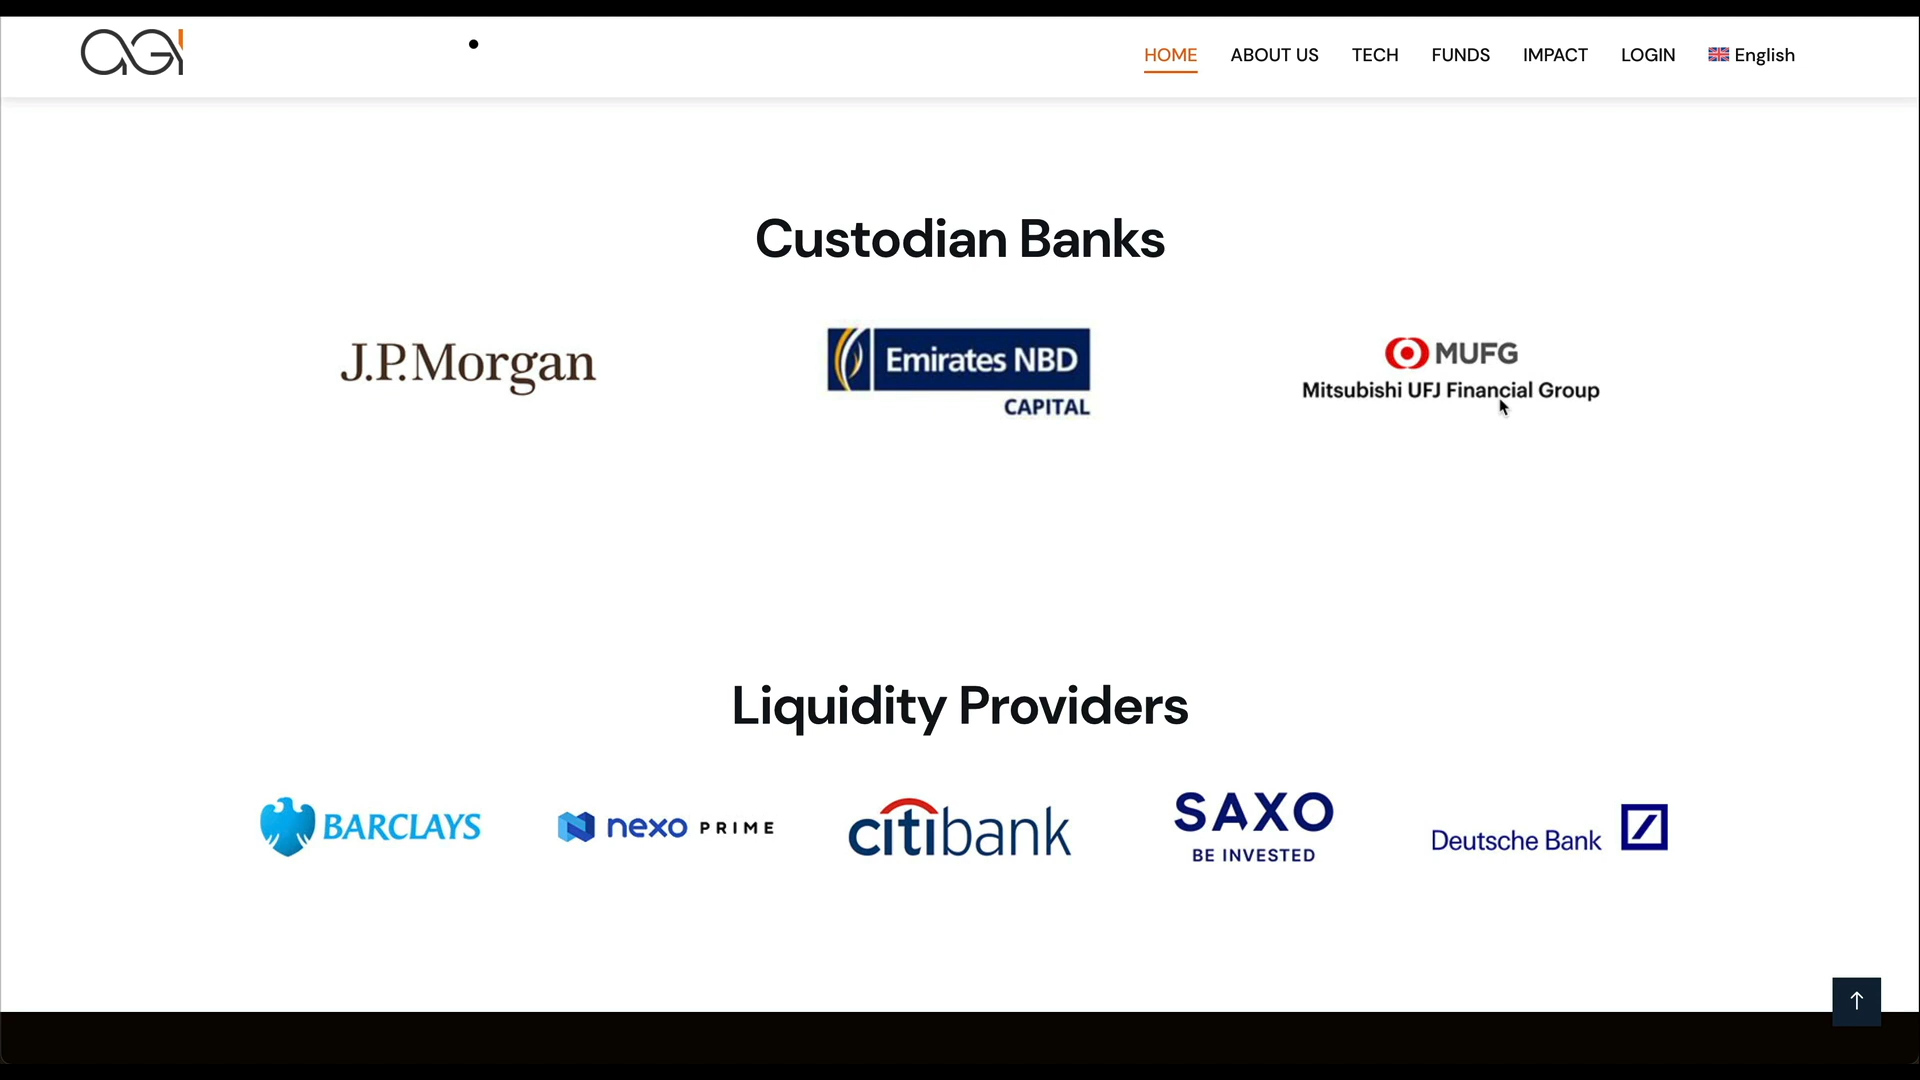 aGi
HOME ABOUT US TECH FUNDS IMPACT LOGIN English
Custodian Banks
J.P.Morgan
Emirates NBD
CAPITAL
MUFG
Mitsubishi UFJ Financial Group
Liquidity Providers
BARCLAYS
nexo PRIME
citibank
SAXO
BE INVESTED
Deutsche Bank